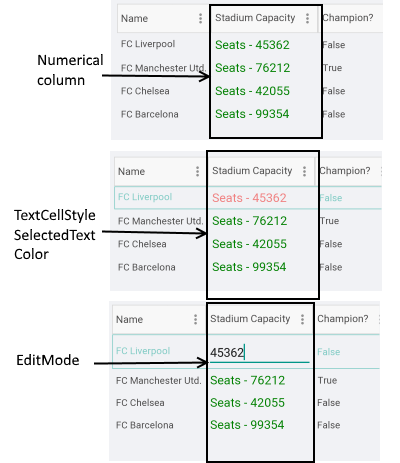 Name Stadium Capacity Champion?
FC Liverpool Seats - 45362 False
Numerical
column
FC Manchester Utd. Seats - 76212 True
FC Chelsea Seats - 42055 False
FC Barcelona Seats - 99354 False
Name Stadium Capacity Champion?
FC Liverpool Seats - 45362 False
TextCellStyle
SelectedText
Color
FC Manchester Utd. Seats - 76212 True
FC Chelsea Seats - 42055 False
FC Barcelona Seats - 99354 False
Name Stadium Capacity Champion?
EditMode
FC Liverpool 45362 False
FC Manchester Utd. Seats - 76212 True
FC Chelsea Seats - 42055 False
FC Barcelona Seats - 99354 False